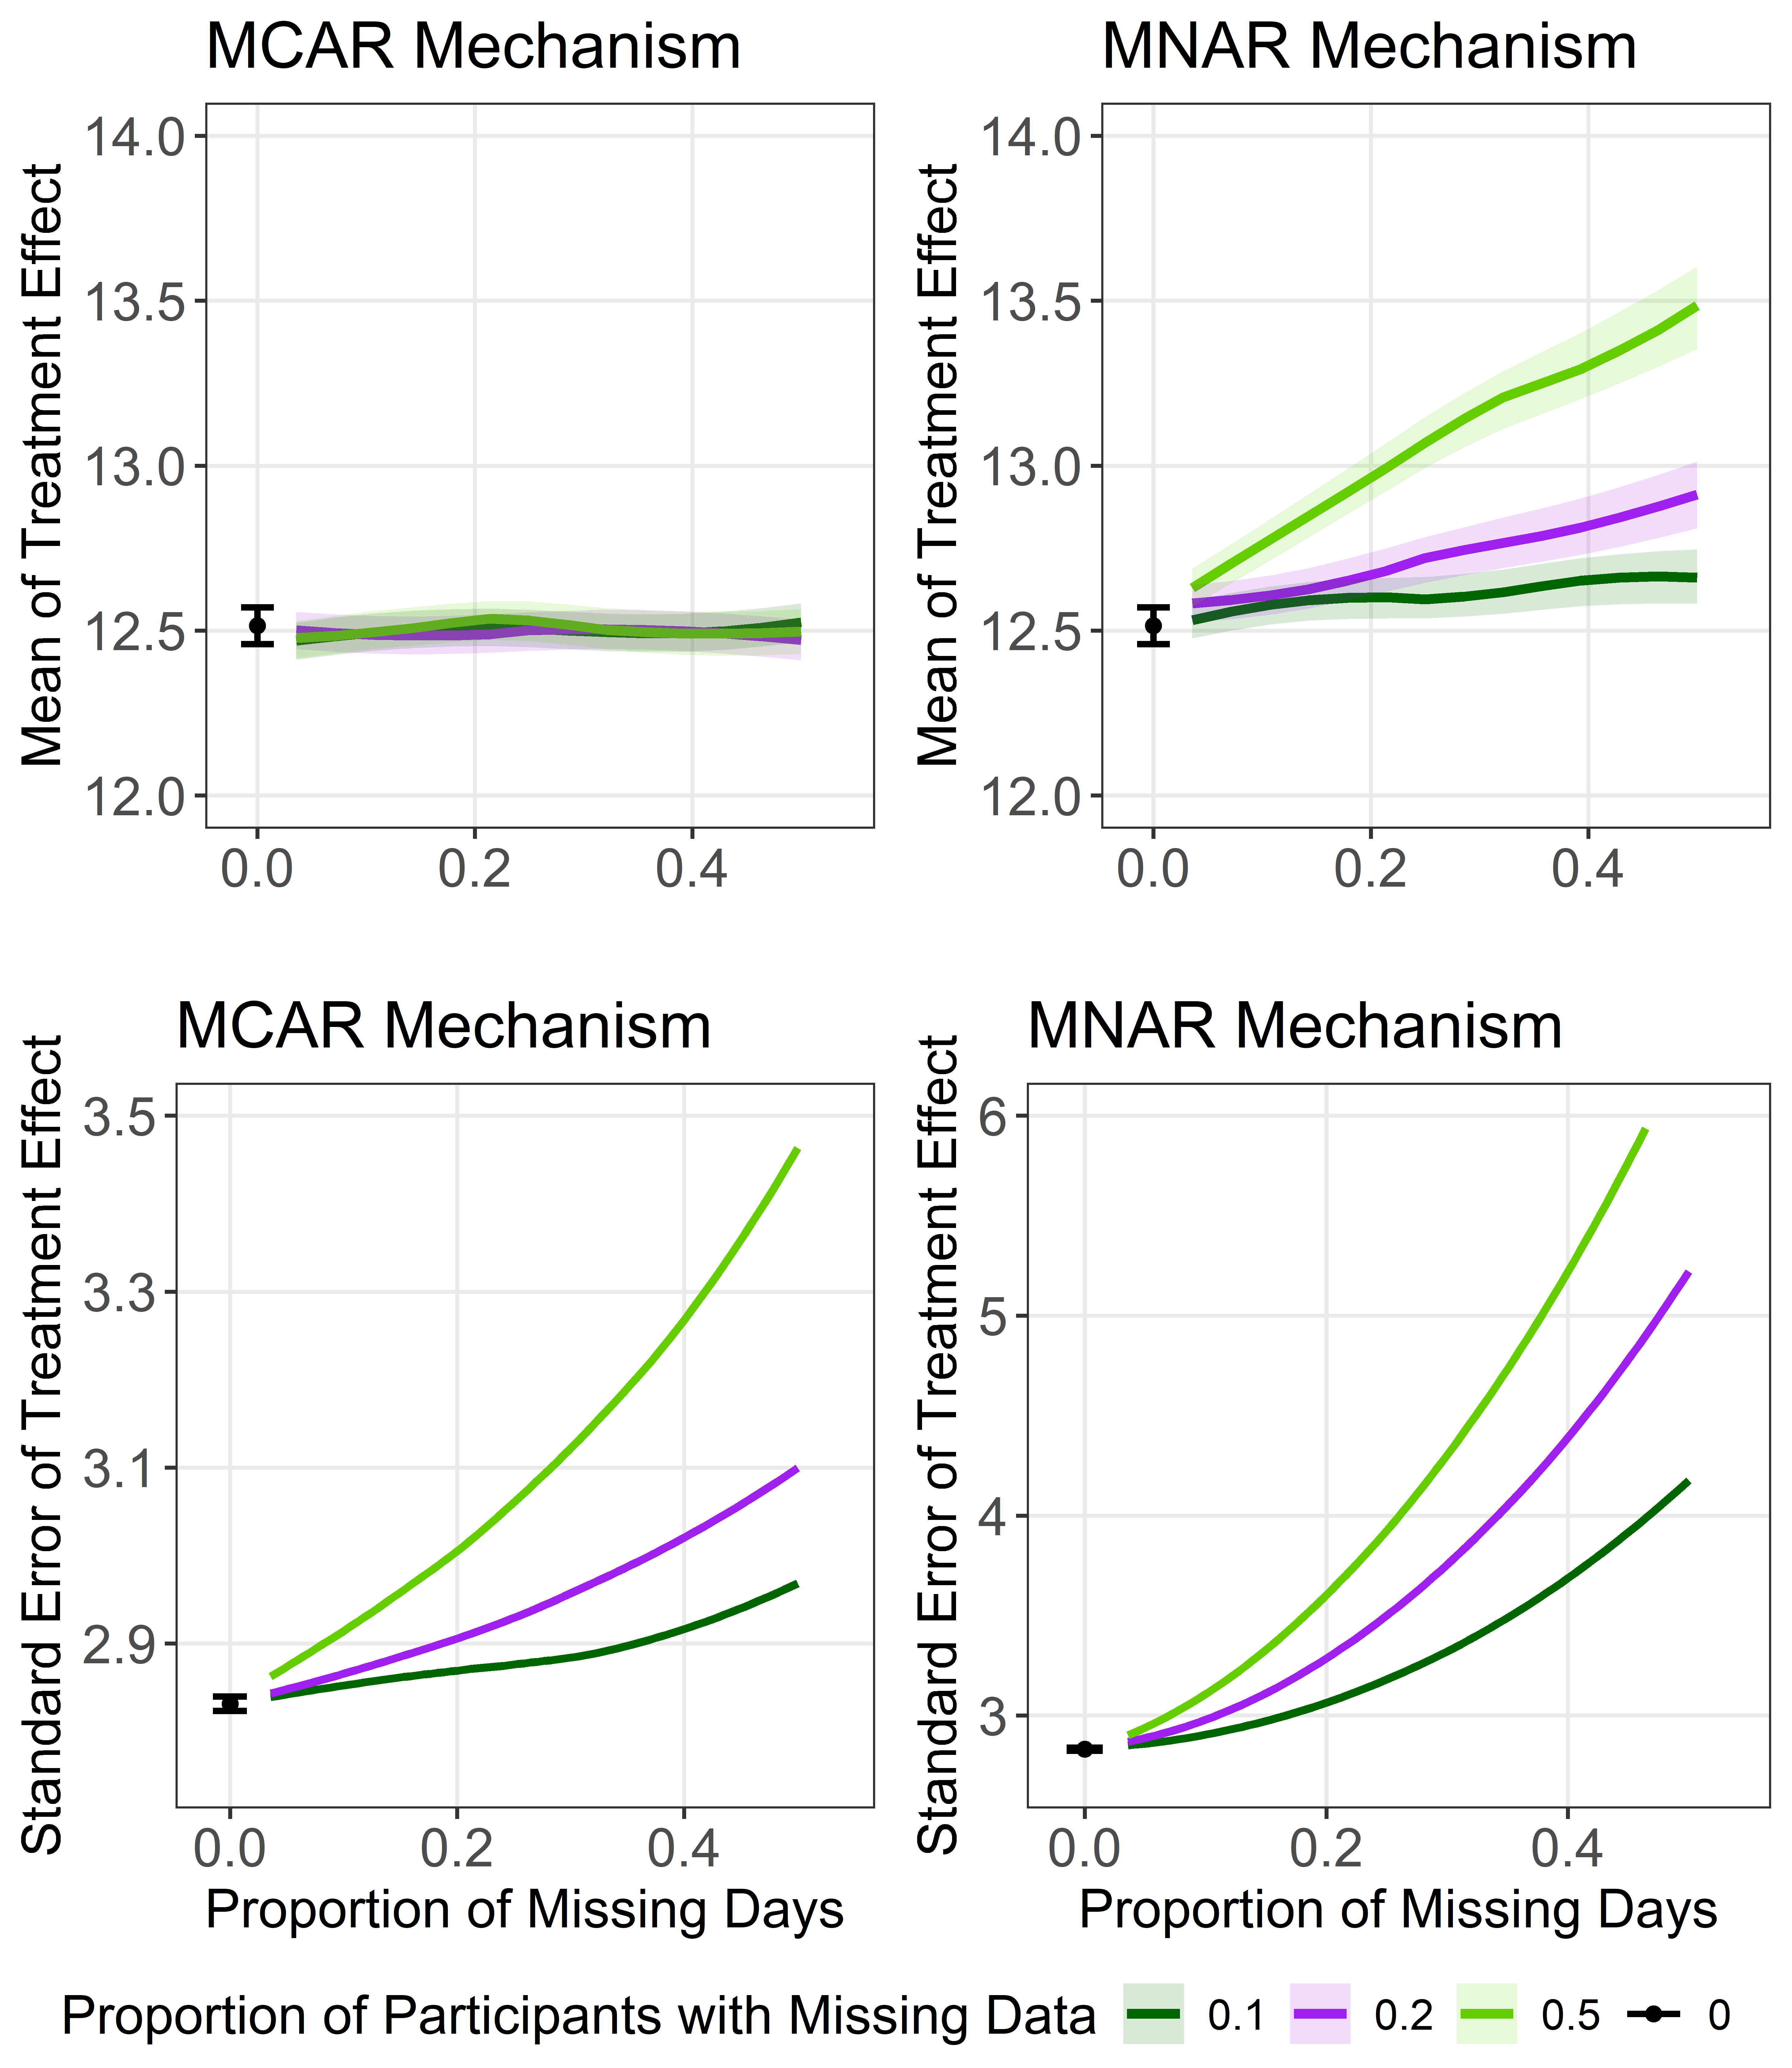 MCAR Mechanism
Mean of Treatment Effect
14.0
13.5
13.0
12.5
12.0
0.0 0.2 0.4
MNAR Mechanism
Mean of Treatment Effect
14.0
13.5
13.0
12.5
12.0
0.0 0.2 0.4
MCAR Mechanism
Standard Error of Treatment Effect
3.5
3.3
3.1
2.9
0.0 0.2 0.4
Proportion of Missing Days
MNAR Mechanism
Standard Error of Treatment Effect
6
5
4
3
0.0 0.2 0.4
Proportion of Missing Days
Proportion of Participants with Missing Data 0.1 0.2 0.5 0